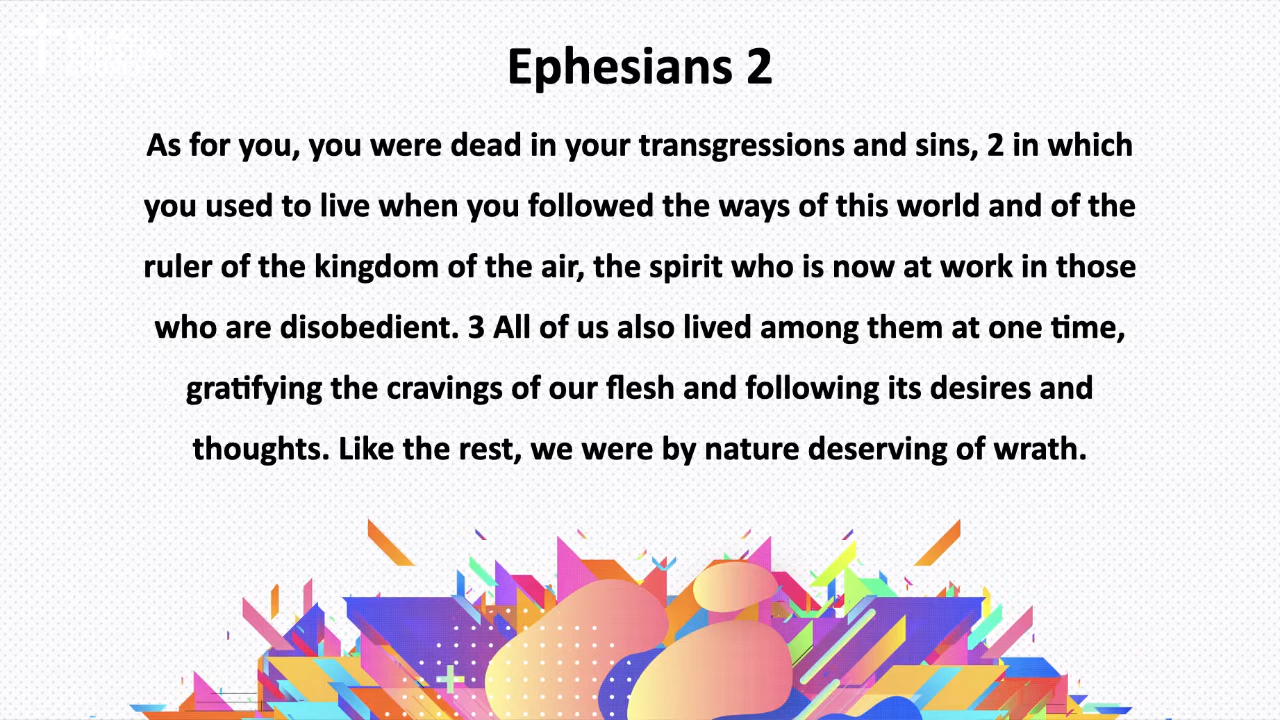 Ephesians 2
As for you, you were dead in your transgressions and sins, 2 in which
you used to live when you followed the ways of this world and of the
ruler of the kingdom of the air, the spirit who is now at work in those
who are disobedient. 3 All of us also lived among them at one time,
gratifying the cravings of our flesh and following its desires and
thoughts. Like the rest, we were by nature deserving of wrath.